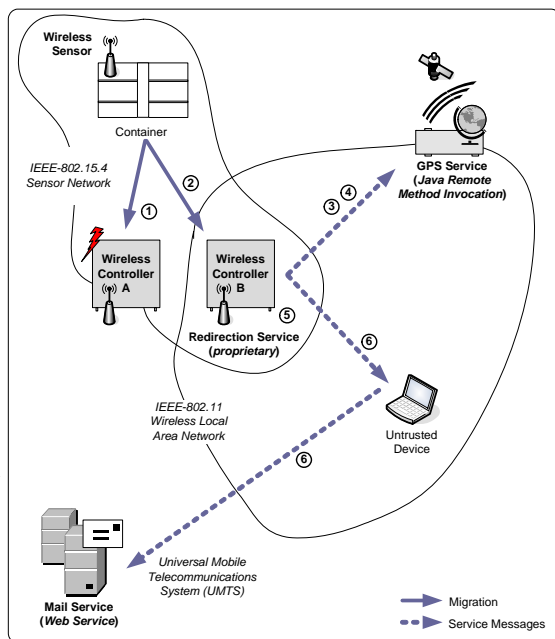 Wireless
Sensor
Container
IEEE-802.15.4
Sensor Network
1
2
GPS Service
(Java Remote
Method Invocation)
3
4
Wireless
Controller
A
Wireless
Controller
B
5
Redirection Service
(proprietary)
6
IEEE-802.11
Wireless Local
Area Network
Untrusted
Device
6
Universal Mobile
Telecommunications
System (UMTS)
Mail Service
(Web Service)
Migration
Service Messages